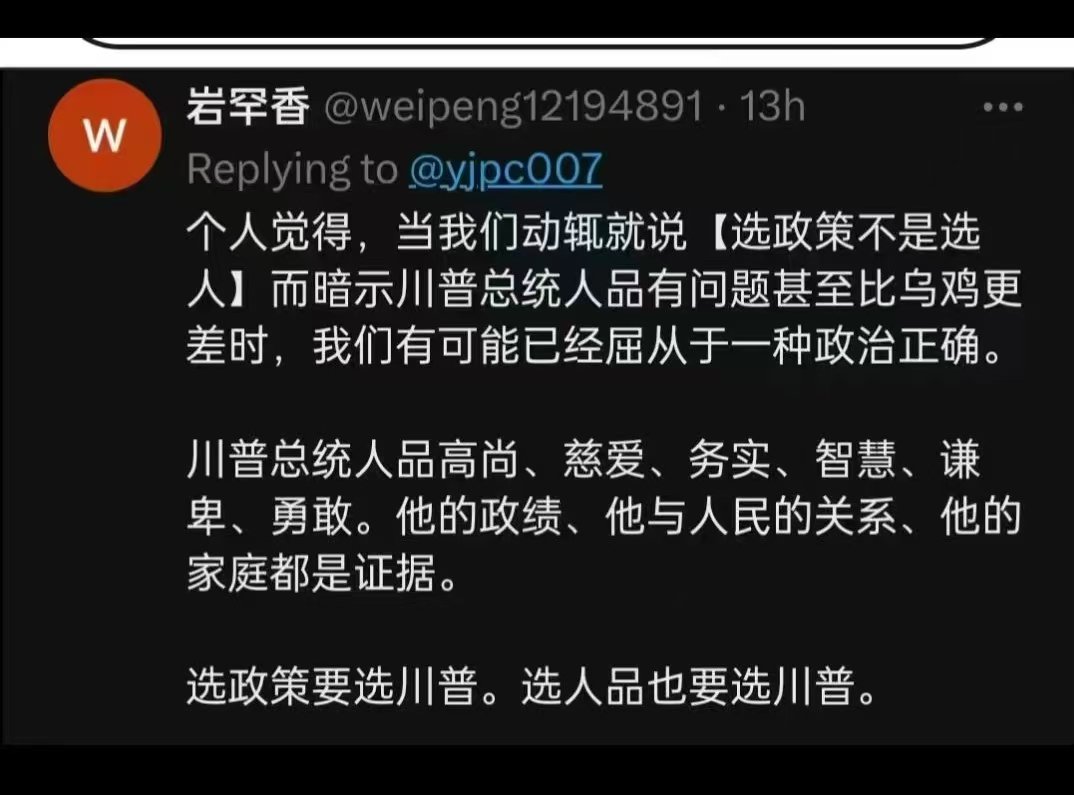 W
岩罕香 @weipeng12194891 · 13h
Replying to @yjpc007
个人觉得，当我们动辄就说【选政策不是选
人】而暗示川普总统人品有问题甚至比乌鸡更
差时，我们有可能已经屈从于一种政治正确。
川普总统人品高尚、慈爱、务实、智慧、谦
卑、勇敢。他的政绩、他与人民的关系、他的
家庭都是证据。
选政策要选川普。选人品也要选川普。